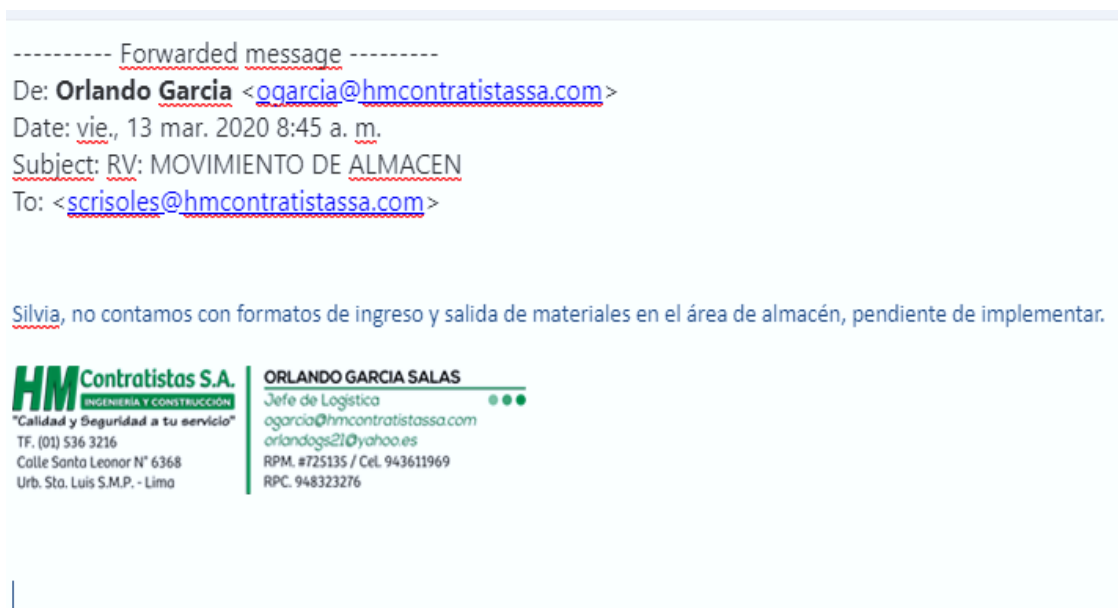 ---------- Forwarded message ---------
De: Orlando Garcia <ogarcia@hmcontratistassa.com>
Date: vie., 13 mar. 2020 8:45 a. m.
Subject: RV: MOVIMIENTO DE ALMACEN
To: <scrisoles@hmcontratistassa.com>
Silvia, no contamos con formatos de ingreso y salida de materiales en el área de almacén, pendiente de implementar.
HM Contratistas S.A.
INGENIERÍA Y CONSTRUCCIÓN
"Calidad y Seguridad a tu servicio"
TF. (01) 536 3216
Calle Santa Leonor N° 6368
Urb. Sta. Luis S.M.P. - Lima
ORLANDO GARCIA SALAS
Jefe de Logistica
ogarcia@hmcontratistassa.com
orlandogs21@yahoo.es
RPM. #725135 / Cel. 943611969
RPC. 948323276